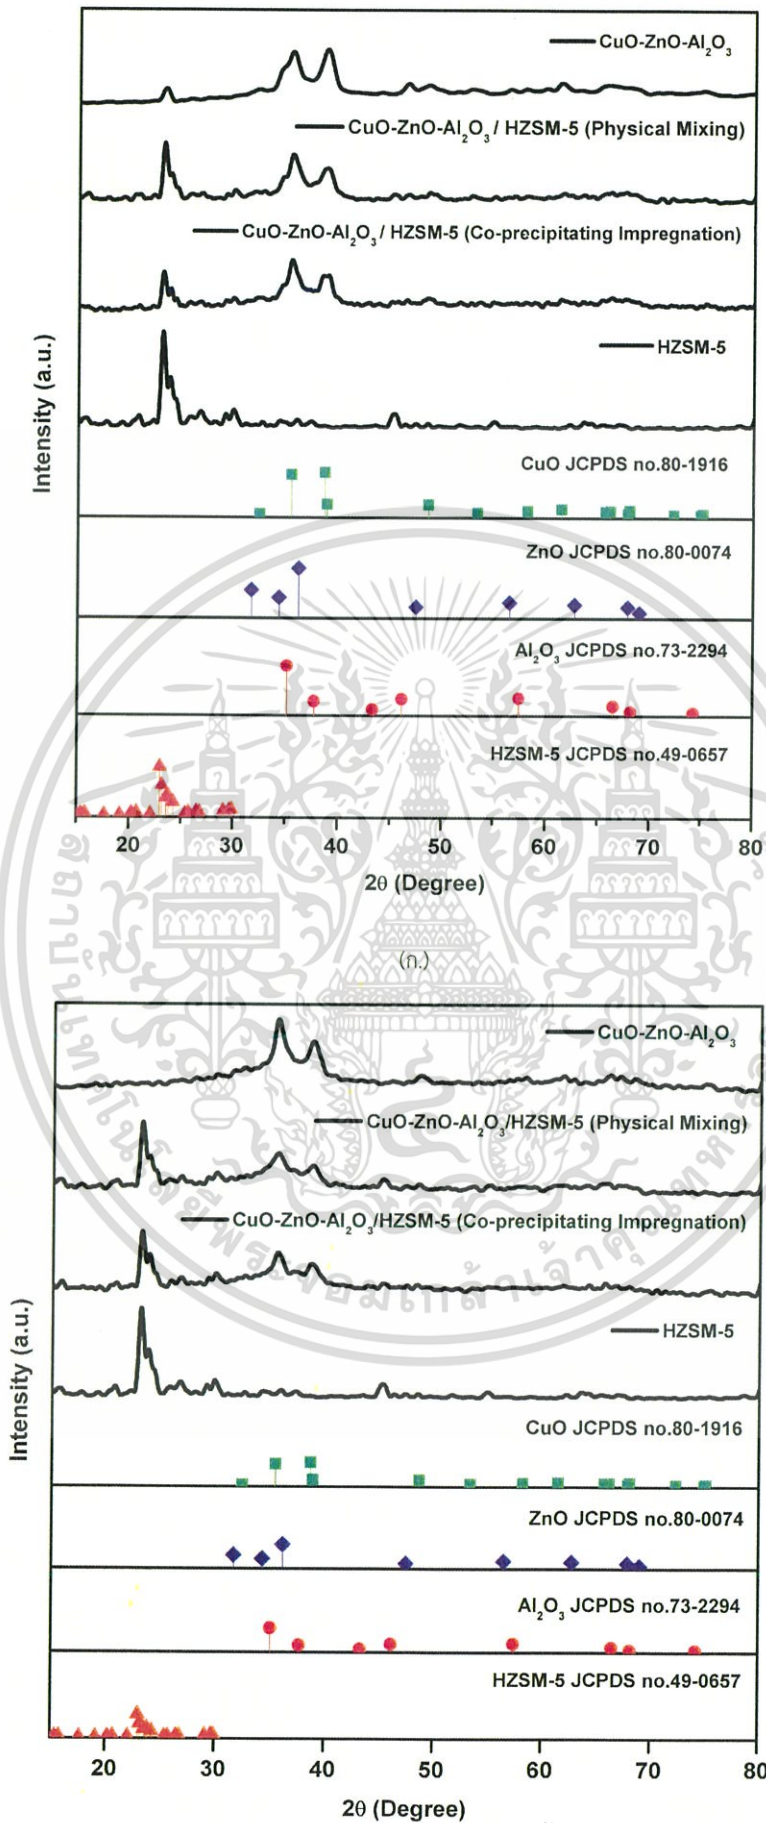 CuO-ZnO-Al₂O₃
CuO-ZnO-Al₂O₃ / HZSM-5 (Physical Mixing)
CuO-ZnO-Al₂O₃ / HZSM-5 (Co-precipitating Impregnation)
HZSM-5
Intensity (a.u.)
CuO JCPDS no.80-1916
ZnO JCPDS no.80-0074
Al₂O₃ JCPDS no.73-2294
HZSM-5 JCPDS no.49-0657
20 30 40 50 60 70 80
2θ (Degree)
(ก.)
CuO-ZnO-Al₂O₃
CuO-ZnO-Al₂O₃/HZSM-5 (Physical Mixing)
CuO-ZnO-Al₂O₃/HZSM-5 (Co-precipitating Impregnation)
HZSM-5
Intensity (a.u.)
CuO JCPDS no.80-1916
ZnO JCPDS no.80-0074
Al₂O₃ JCPDS no.73-2294
HZSM-5 JCPDS no.49-0657
20 30 40 50 60 70 80
2θ (Degree)